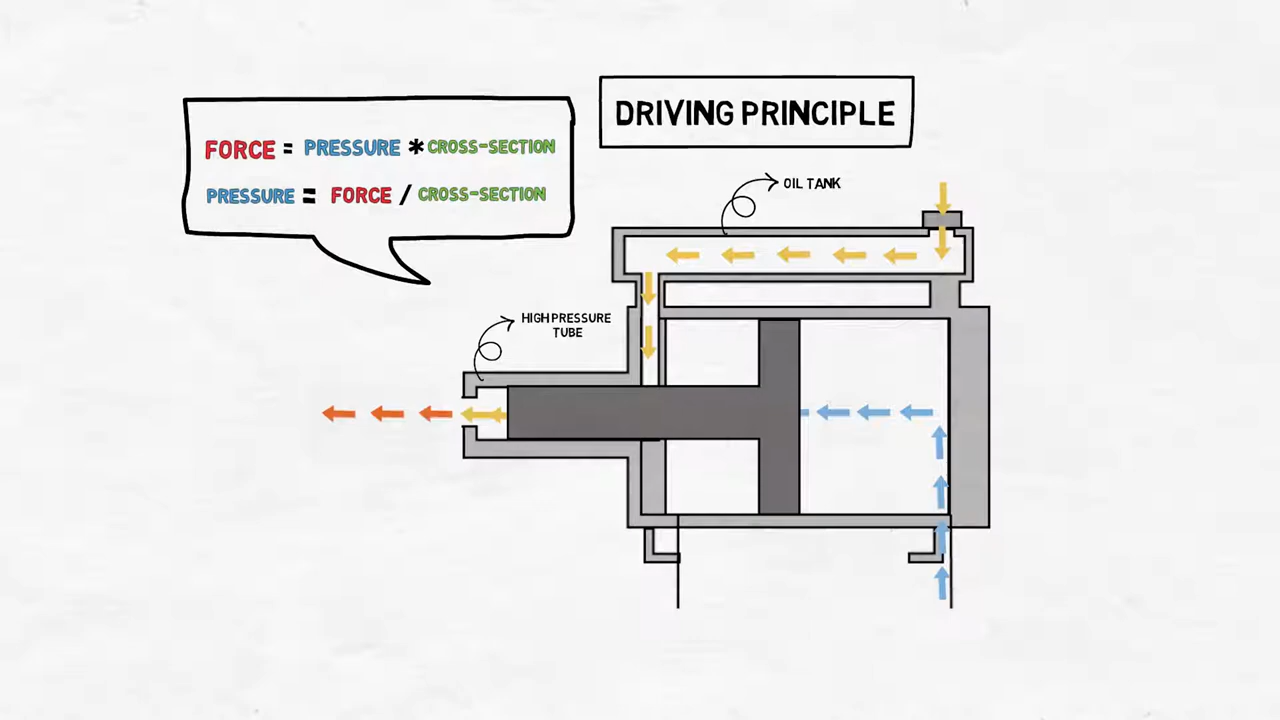 DRIVING PRINCIPLE
FORCE = PRESSURE * CROSS-SECTION
PRESSURE = FORCE / CROSS-SECTION
OIL TANK
HIGH PRESSURE
TUBE